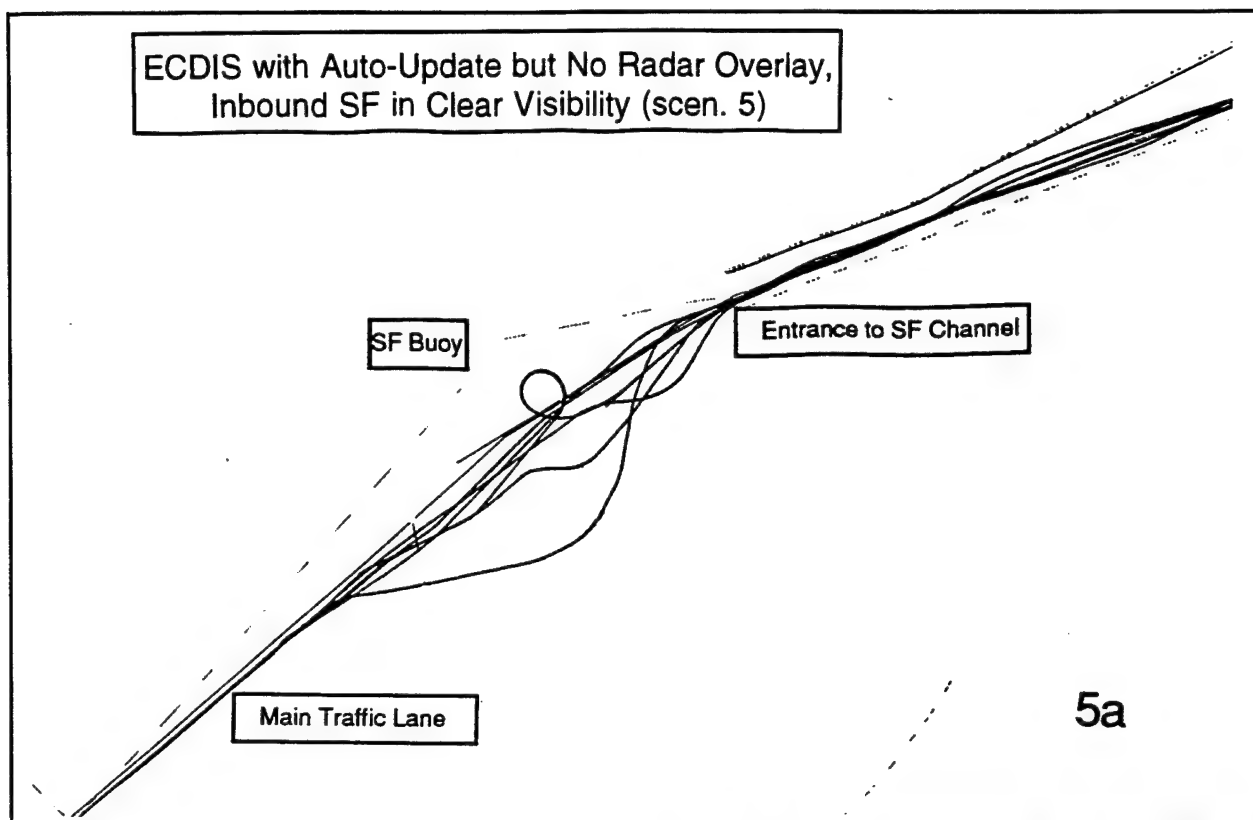 ECDIS with Auto-Update but No Radar Overlay,
Inbound SF in Clear Visibility (scen. 5)
SF Buoy
Entrance to SF Channel
Main Traffic Lane
5a